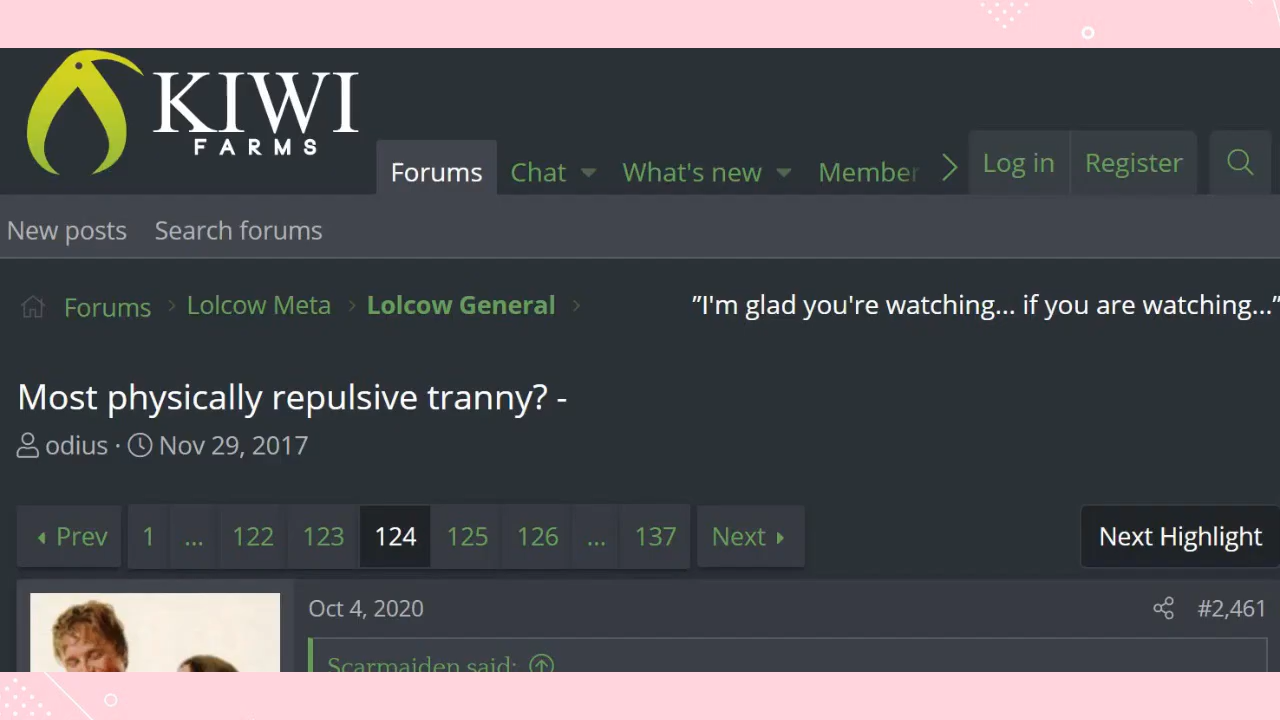 KIWI
FARMS
Forums
Chat
What's new
Member
Log in
Register
New posts
Search forums
Forums
Lolcow Meta
Lolcow General
”I'm glad you're watching... if you are watching...”
Most physically repulsive tranny? -
odius · Nov 29, 2017
Prev 1 ... 122 123 124 125 126 ... 137 Next
Next Highlight
Oct 4, 2020
#2,461
Scarmaiden said: